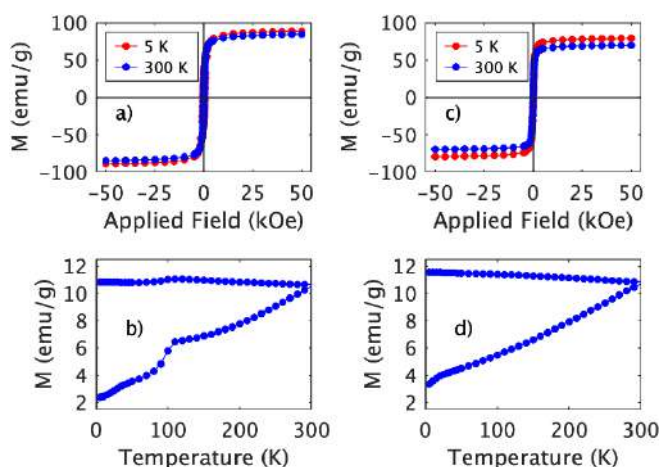 M (emu/g)
100
50
0
−50
−100
5 K
300 K
a)
−50 −25 0 25 50
Applied Field (kOe)
M (emu/g)
100
50
0
−50
−100
5 K
300 K
c)
−50 −25 0 25 50
Applied Field (kOe)
M (emu/g)
12
10
8
6
4
2
b)
0 100 200 300
Temperature (K)
M (emu/g)
12
10
8
6
4
2
d)
0 100 200 300
Temperature (K)